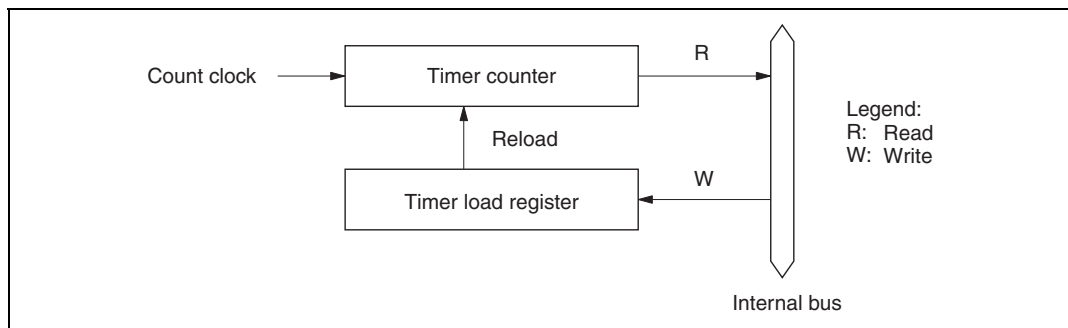 Count clock
Timer counter
R
Reload
Timer load register
W
Internal bus
Legend:
R: Read
W: Write